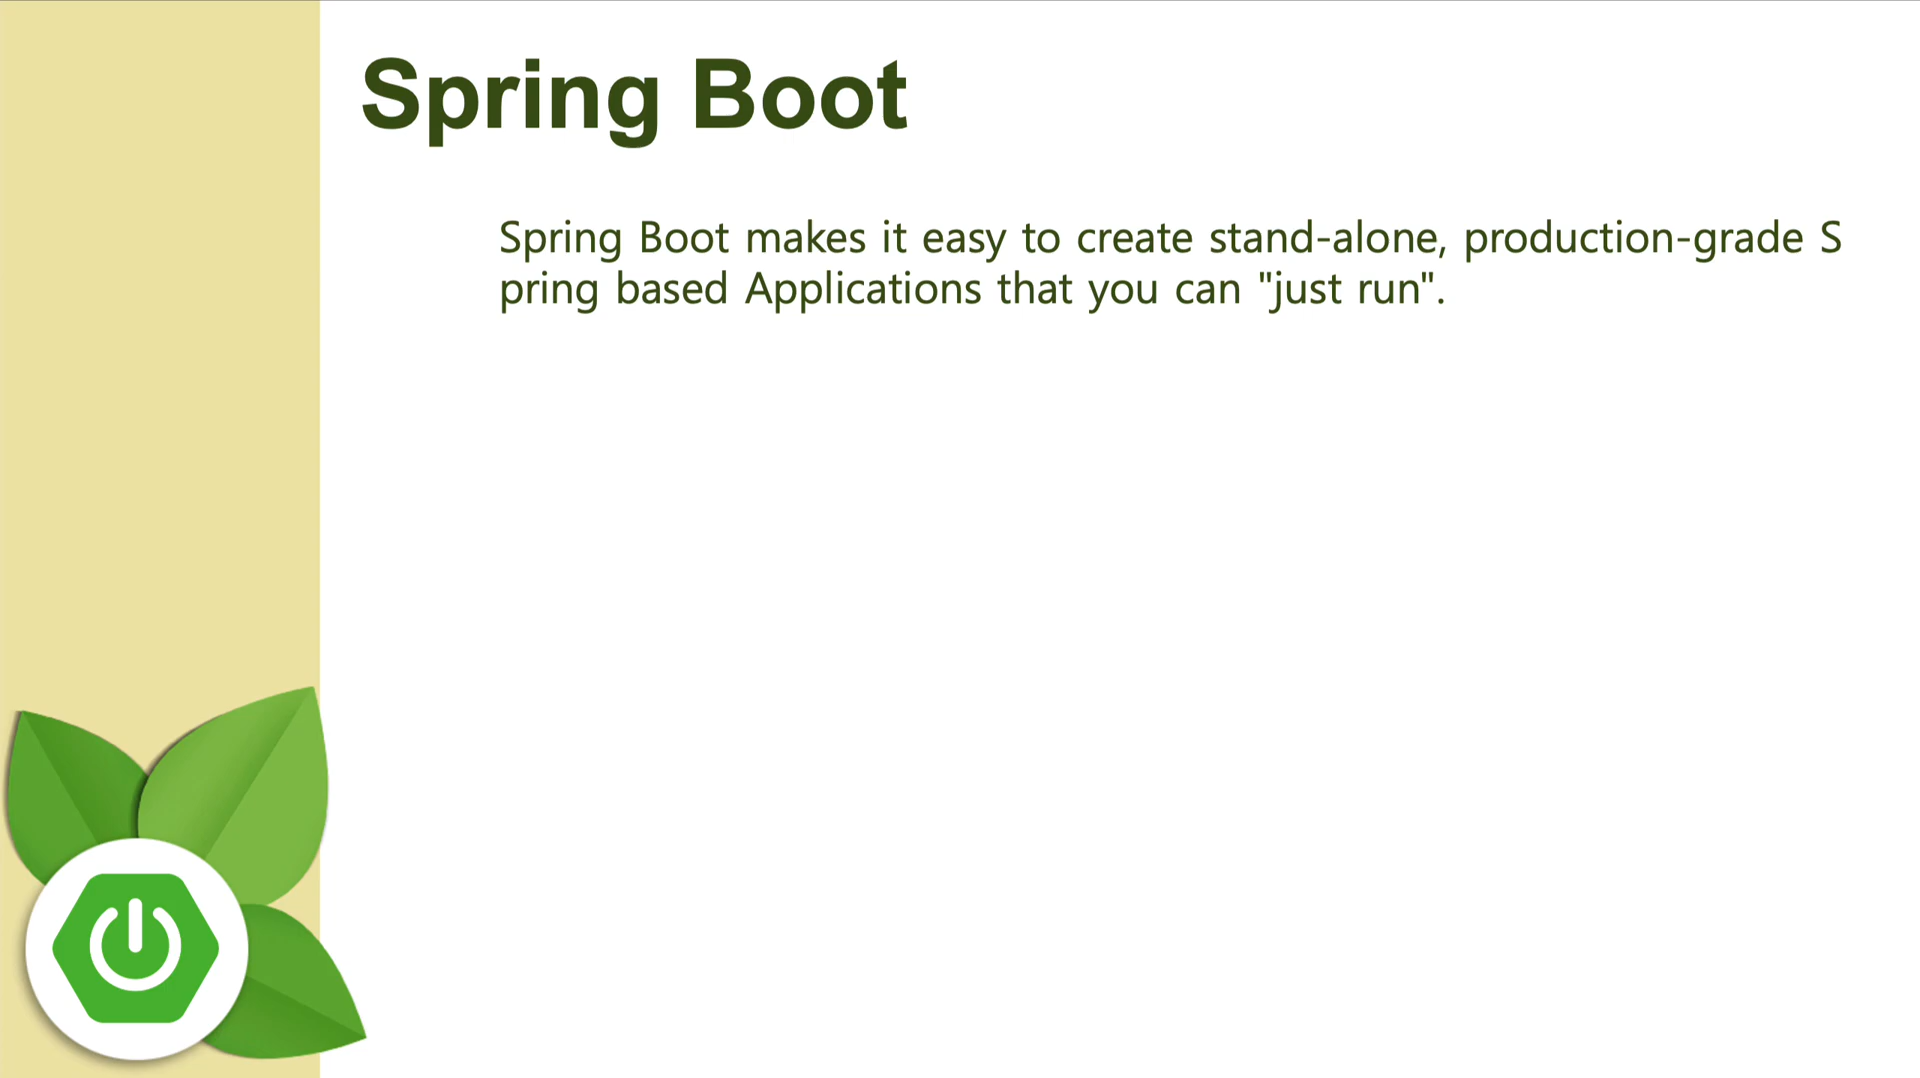 Spring Boot
Spring Boot makes it easy to create stand-alone, production-grade S
pring based Applications that you can "just run".